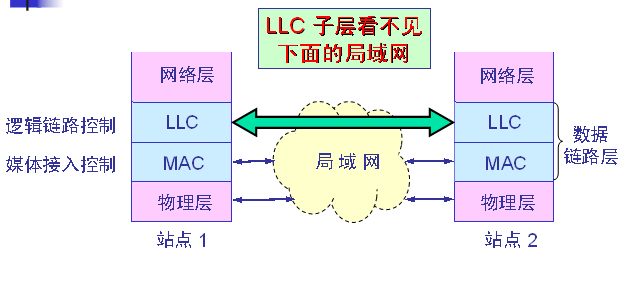 LLC 子层看不见
下面的局域网
网络层
网络层
逻辑链路控制
LLC
LLC
数据
链路层
媒体接入控制
MAC
局域网
MAC
物理层
物理层
站点 1
站点 2